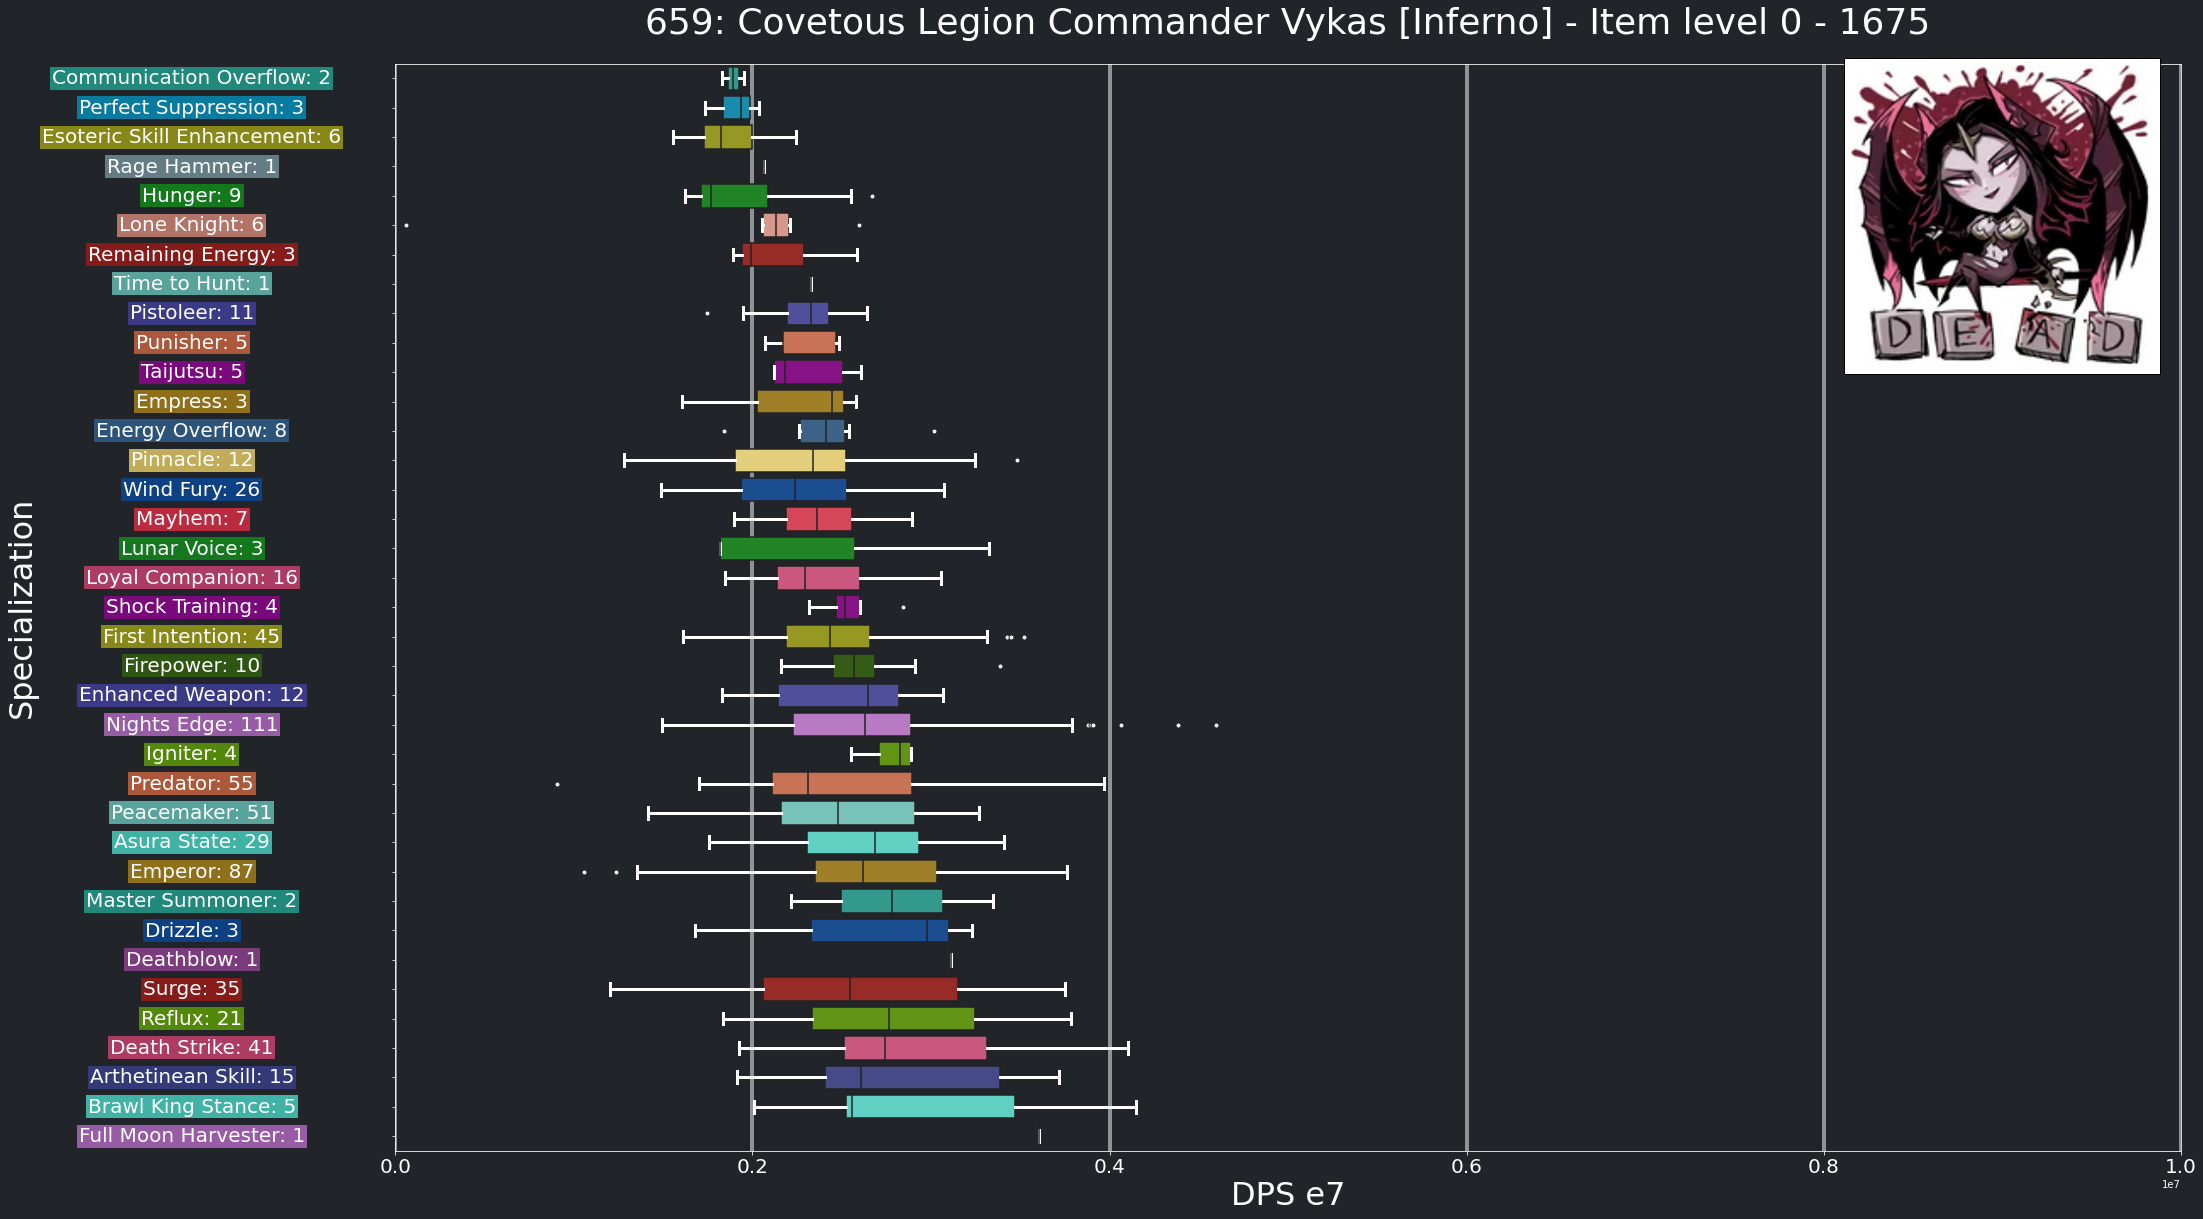 659: Covetous Legion Commander Vykas [Inferno] - Item level 0 - 1675
Communication Overflow: 2
Perfect Suppression: 3
Esoteric Skill Enhancement: 6
Rage Hammer: 1
Hunger: 9
Lone Knight: 6
Remaining Energy: 3
Time to Hunt: 1
Pistoleer: 11
Punisher: 5
Taijutsu: 5
Empress: 3
Energy Overflow: 8
Pinnacle: 12
Wind Fury: 26
Mayhem: 7
Lunar Voice: 3
Loyal Companion: 16
Shock Training: 4
First Intention: 45
Firepower: 10
Enhanced Weapon: 12
Nights Edge: 111
Igniter: 4
Predator: 55
Peacemaker: 51
Asura State: 29
Emperor: 87
Master Summoner: 2
Drizzle: 3
Deathblow: 1
Surge: 35
Reflux: 21
Death Strike: 41
Arthetinean Skill: 15
Brawl King Stance: 5
Full Moon Harvester: 1
Specialization
0.0 0.2 0.4 0.6 0.8 1.0
1e7
DPS e7
D E A D